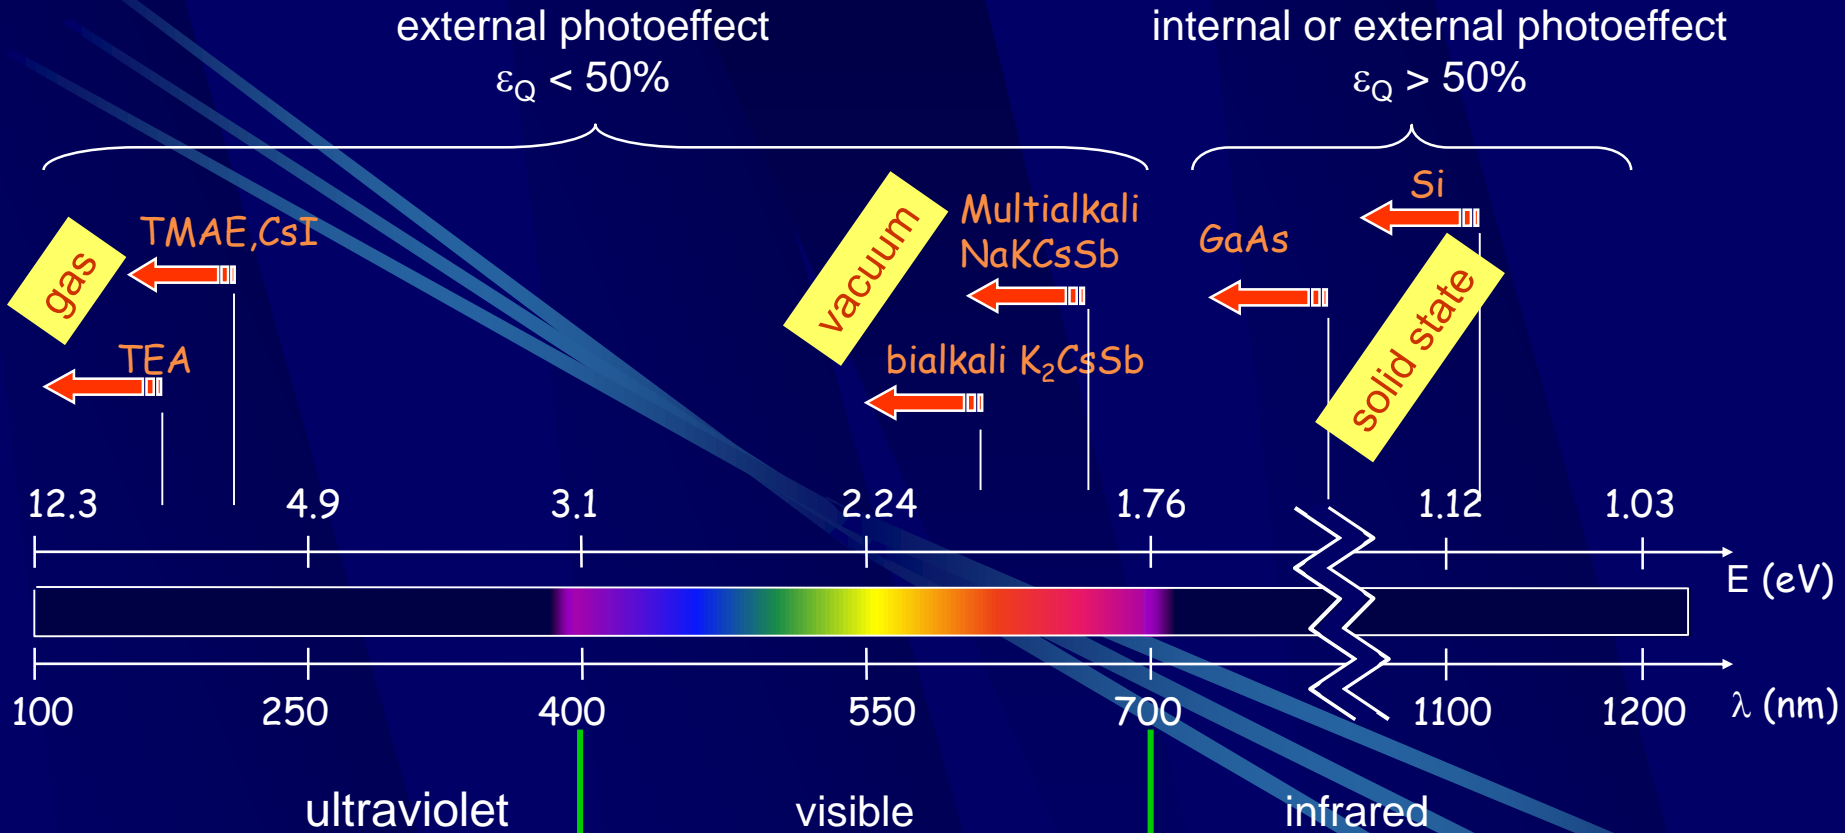 external photoeffect
ε_Q < 50%
internal or external photoeffect
ε_Q > 50%
gas
TMAE,CsI
TEA
vacuum
Multialkali
NaKCsSb
bialkali K₂CsSb
GaAs
Si
solid state
12.3 4.9 3.1 2.24 1.76 1.12 1.03
E (eV)
100 250 400 550 700 1100 1200 λ (nm)
ultraviolet visible infrared